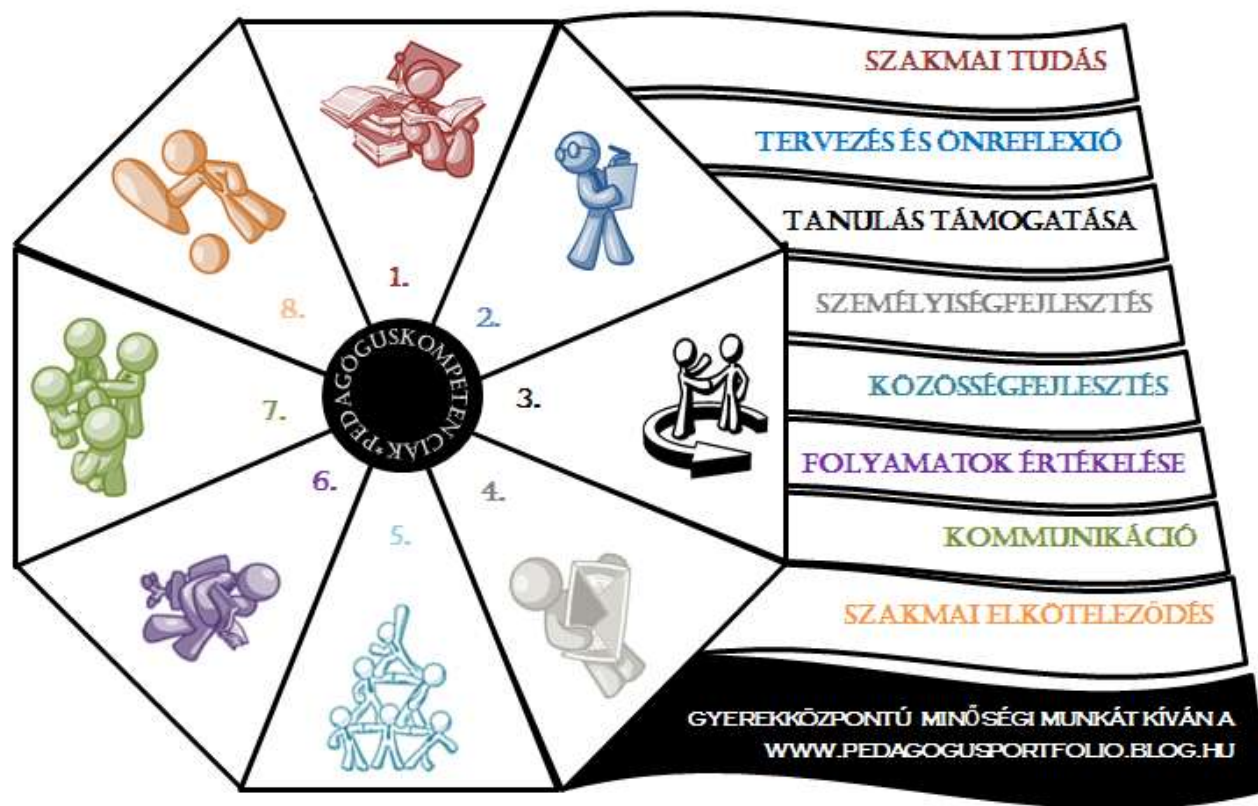 SZAKMAI TUDÁS
TERVEZÉS ÉS ÖNREFLEXIÓ
TANULÁS TÁMOGATÁSA
SZEMÉLYISÉGFEJLESZTÉS
KÖZÖSSÉGFEJLESZTÉS
FOLYAMATOK ÉRTÉKELÉSE
KOMMUNIKÁCIÓ
SZAKMAI ELKÖTELEZŐDÉS
GYEREKKÖZPONTÚ MINŐSÉGI MUNKÁT KÍVÁN A
WWW.PEDAGOGUSPORTFOLIO.BLOG.HU
1.
2.
3.
4.
5.
6.
7.
8.
PEDAGÓGUSKOMPETENCIÁK*